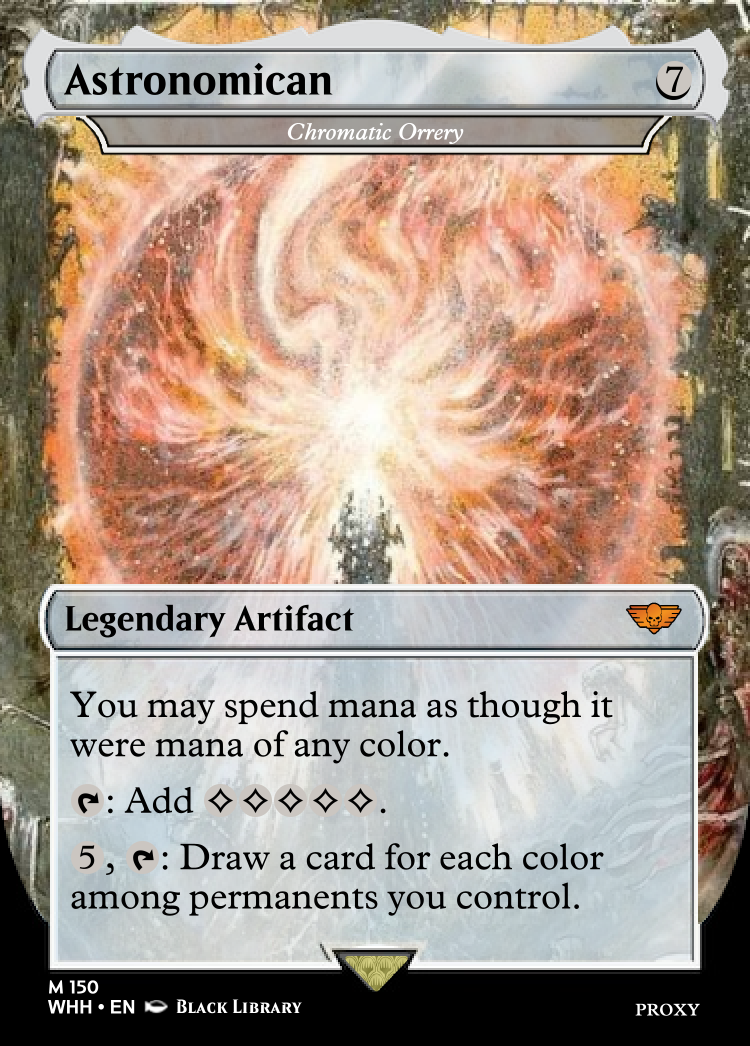 Astronomican 7
Chromatic Orrery
Legendary Artifact
You may spend mana as though it
were mana of any color.
: Add ◇◇◇◇◇.
5, : Draw a card for each color
among permanents you control.
M 150
WHH • EN BLACK LIBRARY
PROXY